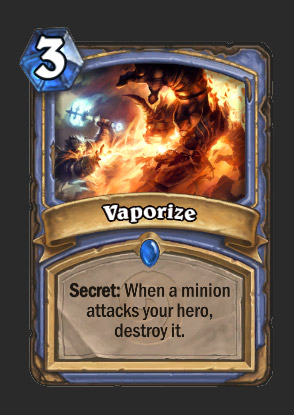 3
Vaporize
Secret: When a minion
attacks your hero,
destroy it.